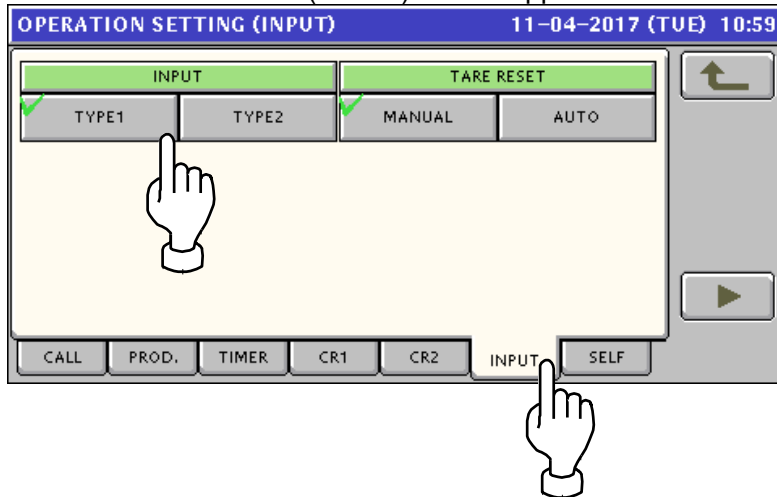 OPERATION SETTING (INPUT) 11-04-2017 (TUE) 10:59
INPUT TARE RESET
TYPE1 TYPE2 MANUAL AUTO
CALL PROD. TIMER CR1 CR2 INPUT SELF